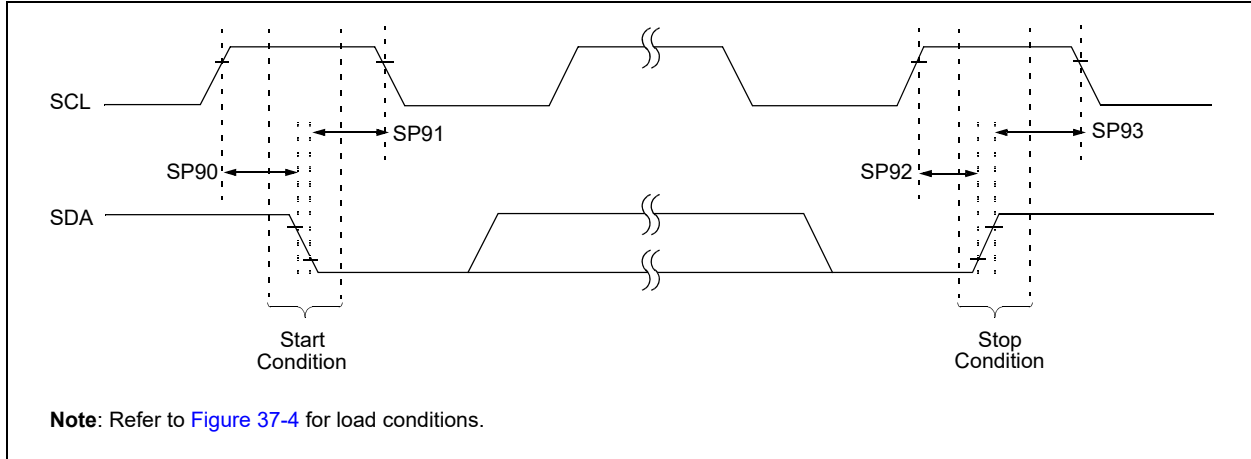 SCL
SP91
SP93
SP90
SP92
SDA
Start
Condition
Stop
Condition
Note: Refer to Figure 37-4 for load conditions.